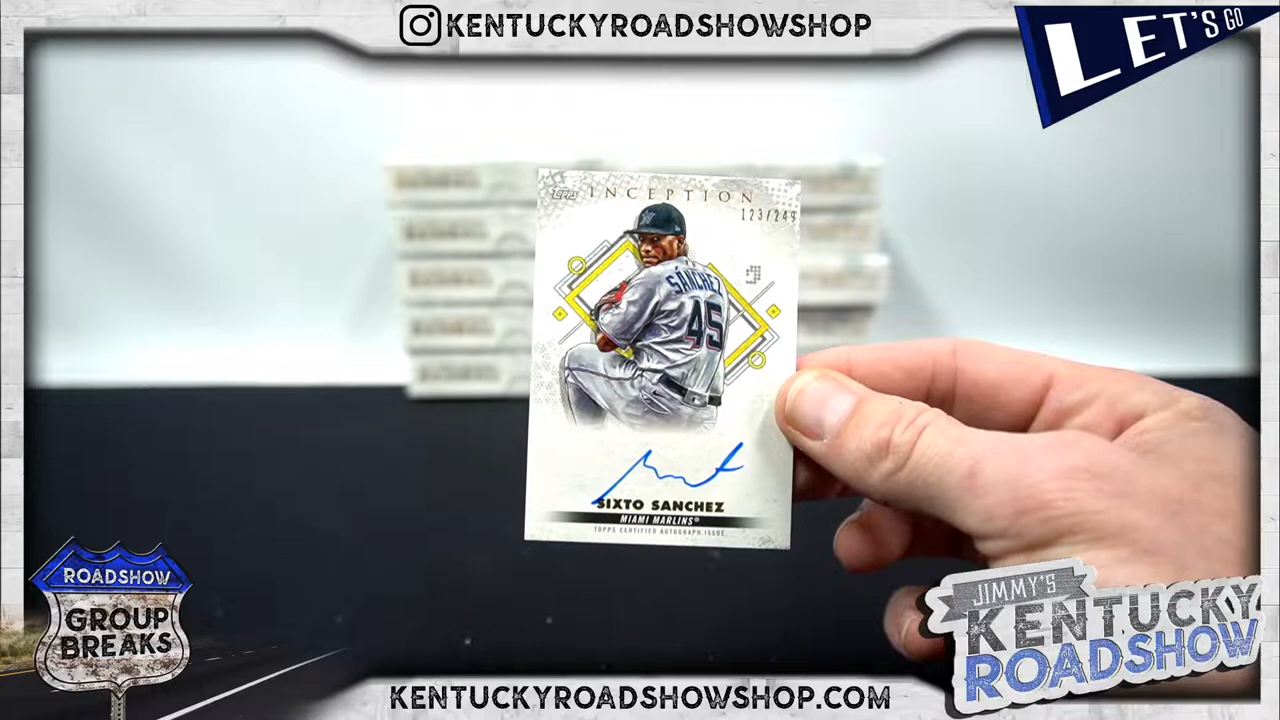 KENTUCKYROADSHOWSHOP
LET'S GO
topps INCEPTION
123/249
SÁNCHEZ
45
SIXTO SANCHEZ
MIAMI MARLINS®
TOPPS CERTIFIED AUTOGRAPH ISSUE
ROADSHOW
GROUP
BREAKS
JIMMY'S
KENTUCKY
ROADSHOW
KENTUCKYROADSHOWSHOP.COM